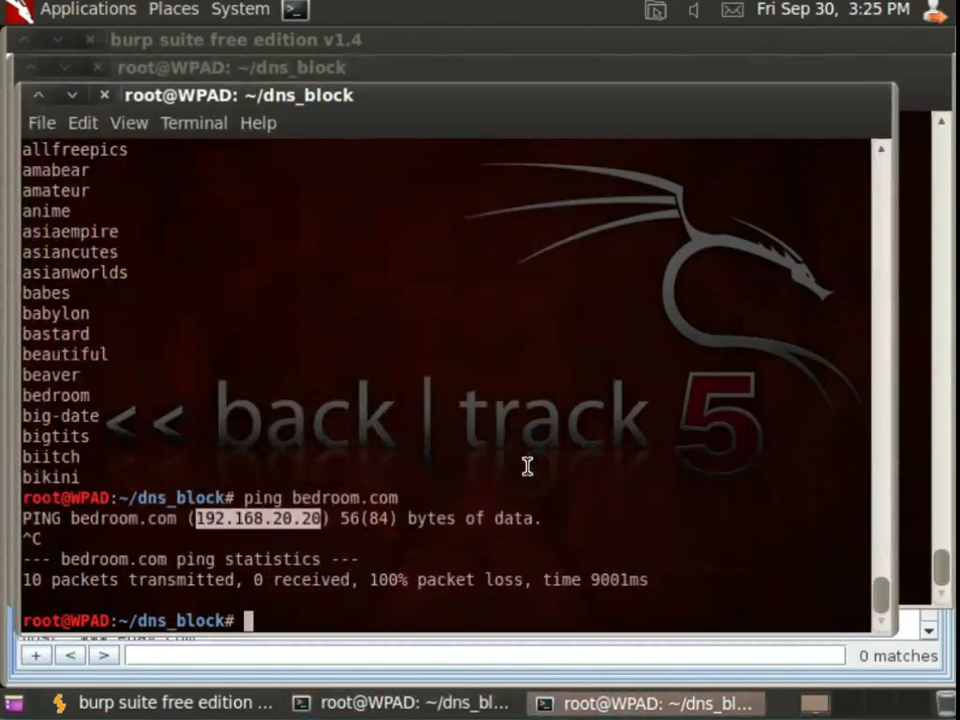 Applications Places System
Fri Sep 30, 3:25 PM
burp suite free edition v1.4
root@WPAD: ~/dns_block
root@WPAD: ~/dns_block
File Edit View Terminal Help
allfreepics
amabear
amateur
anime
asiaempire
asiancutes
asianworlds
babes
babylon
bastard
beautiful
beaver
bedroom
big-date
bigtits
biitch
bikini
<< back | track 5
root@WPAD:~/dns_block# ping bedroom.com
PING bedroom.com (192.168.20.20) 56(84) bytes of data.
^C
--- bedroom.com ping statistics ---
10 packets transmitted, 0 received, 100% packet loss, time 9001ms
root@WPAD:~/dns_block#
+ < > 0 matches
burp suite free edition ...
root@WPAD: ~/dns_bl...
root@WPAD: ~/dns_bl...